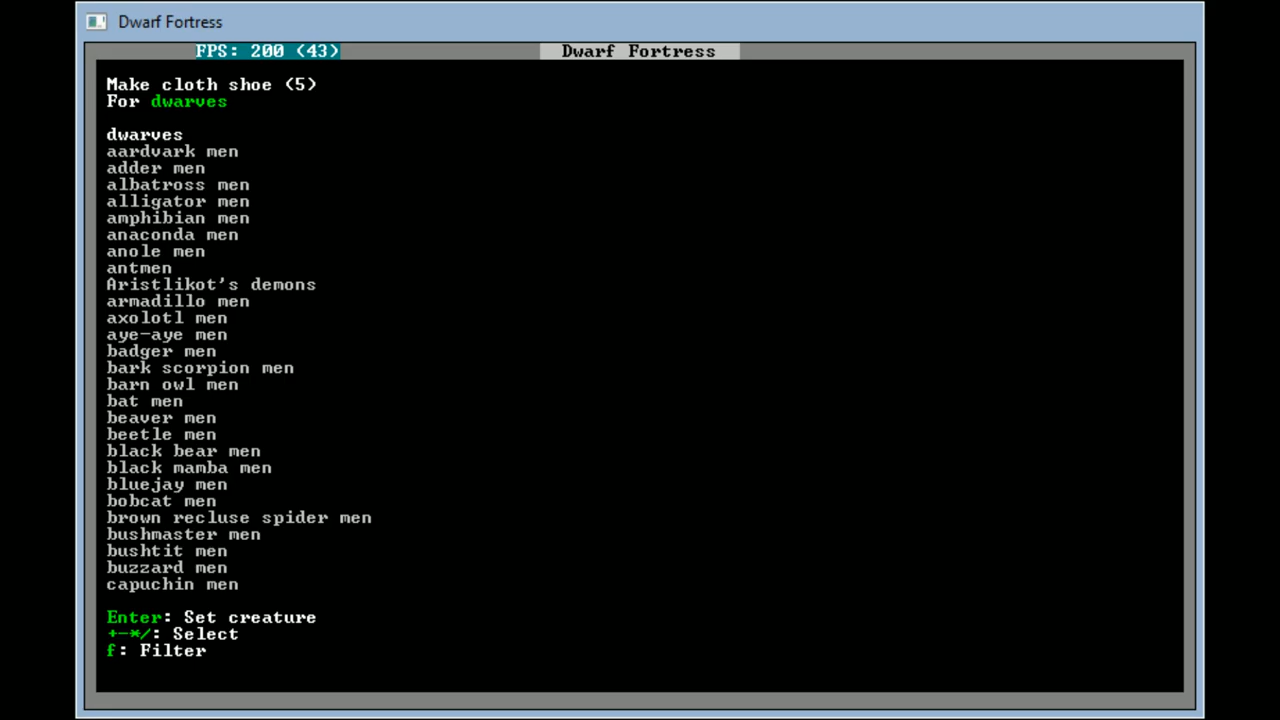 Dwarf Fortress
FPS: 200 (43)
Dwarf Fortress
Make cloth shoe (5)
For dwarves
dwarves
aardvark men
adder men
albatross men
alligator men
amphibian men
anaconda men
anole men
antmen
Aristlikot's demons
armadillo men
axolotl men
aye-aye men
badger men
bark scorpion men
barn owl men
bat men
beaver men
beetle men
black bear men
black mamba men
bluejay men
bobcat men
brown recluse spider men
bushmaster men
bushtit men
buzzard men
capuchin men
Enter: Set creature
+-*/: Select
f: Filter